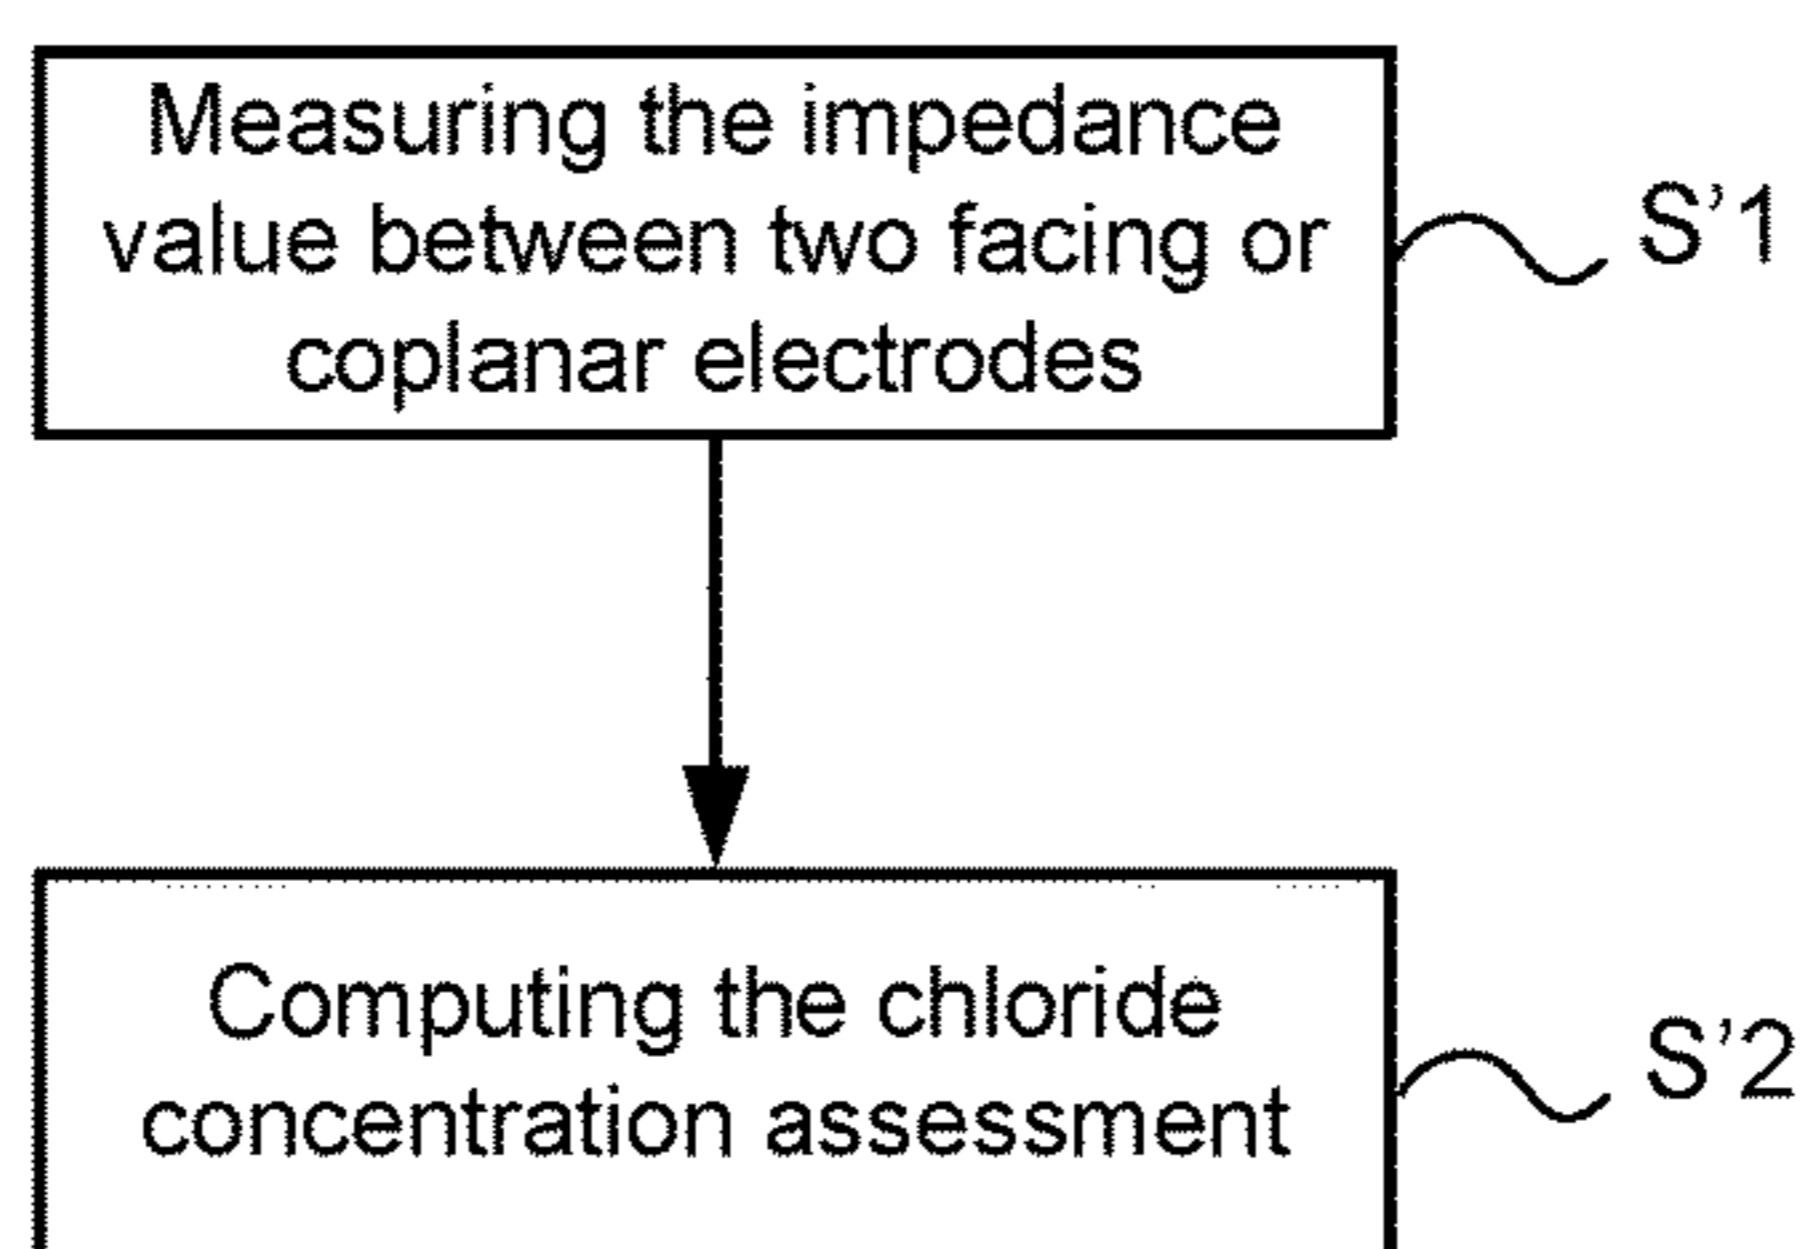 Measuring the impedance
value between two facing or
coplanar electrodes
S’1
Computing the chloride
concentration assessment
S’2